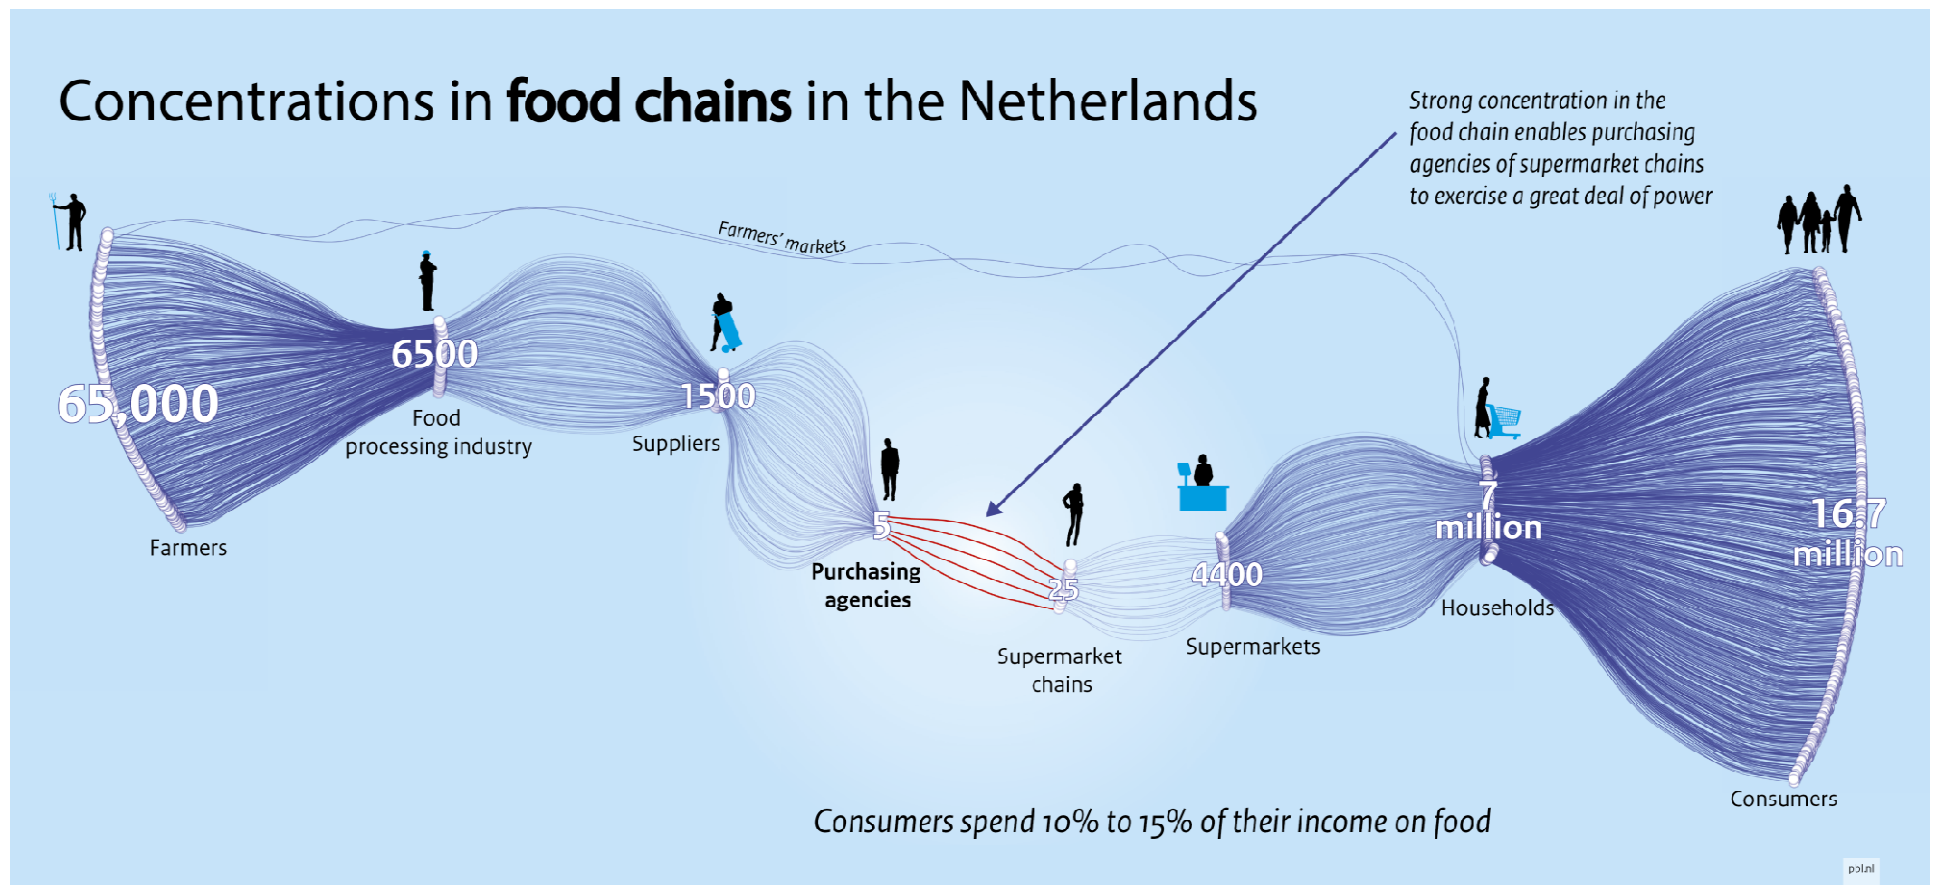 Concentrations in food chains in the Netherlands
Strong concentration in the
food chain enables purchasing
agencies of supermarket chains
to exercise a great deal of power
Farmers' markets
65,000
Farmers
6500
Food
processing industry
1500
Suppliers
5
Purchasing
agencies
25
Supermarket
chains
4400
Supermarkets
7
million
Households
16.7
million
Consumers
Consumers spend 10% to 15% of their income on food
pbl.nl